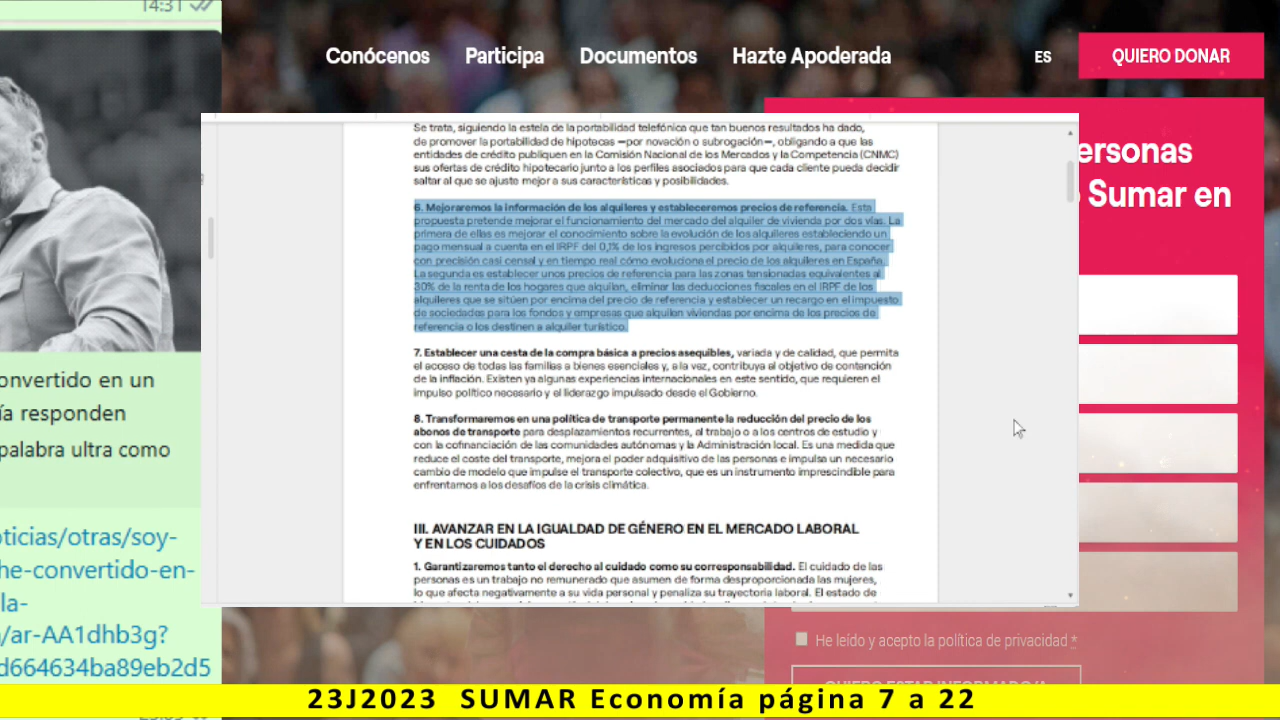 14:31
Conócenos
Participa
Documentos
Hazte Apoderada
ES
QUIERO DONAR
ersonas
Sumar en
Se trata, siguiendo la estela de la portabilidad telefónica que tan buenos resultados ha dado,
de promover la portabilidad de hipotecas —por novación o subrogación—, obligando a que las
entidades de crédito publiquen en la Comisión Nacional de los Mercados y la Competencia (CNMC)
sus ofertas de crédito hipotecario junto a los perfiles asociados para que cada cliente pueda decidir
saltar al que se ajuste mejor a sus características y posibilidades.
6. Mejoraremos la información de los alquileres y estableceremos precios de referencia. Esta
propuesta pretende mejorar el funcionamiento del mercado del alquiler de vivienda por dos vías. La
primera de ellas es mejorar el conocimiento sobre la evolución de los alquileres estableciendo un
pago mensual a cuenta en el IRPF del 0,1% de los ingresos percibidos por alquileres, para conocer
con precisión casi censal y en tiempo real cómo evoluciona el precio de los alquileres en España.
La segunda es establecer unos precios de referencia para las zonas tensionadas equivalentes al
30% de la renta de los hogares que alquilan, eliminar las deducciones fiscales en el IRPF de los
alquileres que se sitúen por encima del precio de referencia y establecer un recargo en el impuesto
de sociedades para los fondos y empresas que alquilen viviendas por encima de los precios de
referencia o los destinen a alquiler turístico.
7. Establecer una cesta de la compra básica a precios asequibles, variada y de calidad, que permita
el acceso de todas las familias a bienes esenciales y, a la vez, contribuya al objetivo de contención
de la inflación. Existen ya algunas experiencias internacionales en este sentido, que requieren el
impulso político necesario y el liderazgo impulsado desde el Gobierno.
8. Transformaremos en una política de transporte permanente la reducción del precio de los
abonos de transporte para desplazamientos recurrentes, al trabajo o a los centros de estudio y
con la cofinanciación de las comunidades autónomas y la Administración local. Es una medida que
reduce el coste del transporte, mejora el poder adquisitivo de las personas e impulsa un necesario
cambio de modelo que impulse el transporte colectivo, que es un instrumento imprescindible para
enfrentarnos a los desafíos de la crisis climática.
III. AVANZAR EN LA IGUALDAD DE GÉNERO EN EL MERCADO LABORAL
Y EN LOS CUIDADOS
1. Garantizaremos tanto el derecho al cuidado como su corresponsabilidad. El cuidado de las
personas es un trabajo no remunerado que asumen de forma desproporcionada las mujeres,
lo que afecta negativamente a su vida personal y penaliza su trayectoria laboral. El estado de
onvertido en un
ía responden
palabra ultra como
oticias/otras/soy-
he-convertido-en-
la-
/ar-AA1dhb3g?
d664634ba89eb2d5
He leído y acepto la política de privacidad *
23J2023 SUMAR Economía página 7 a 22